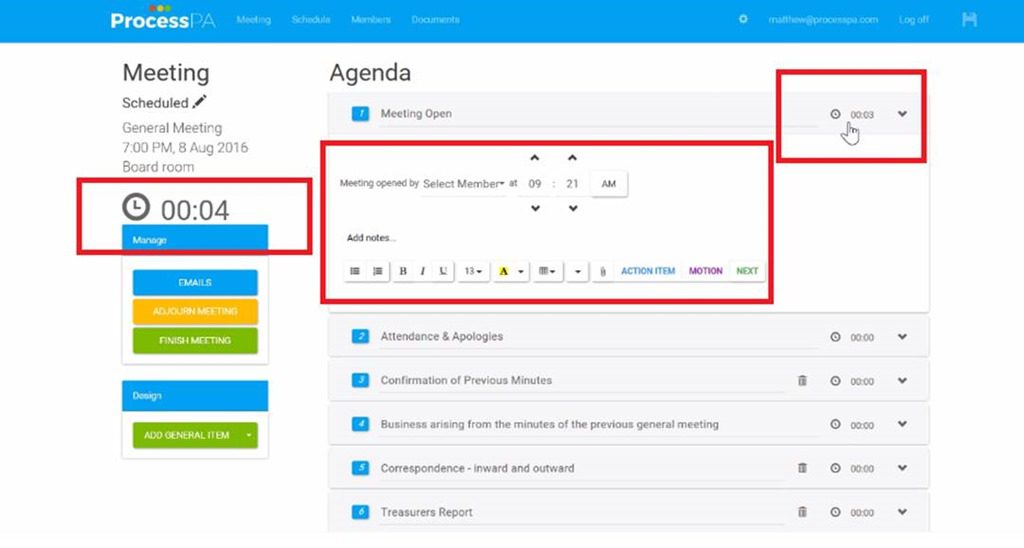 ProcessPA Meeting Schedule Members Documents matthew@processpa.com Log off
Meeting
Scheduled
General Meeting
7:00 PM, 8 Aug 2016
Board room
00:04
Manage
EMAILS
ADJOURN MEETING
FINISH MEETING
Design
ADD GENERAL ITEM
Agenda
1 Meeting Open 00:03
Meeting opened by Select Member at 09 : 21 AM
Add notes...
B I U 13 A ACTION ITEM MOTION NEXT
2 Attendance & Apologies 00:00
3 Confirmation of Previous Minutes 00:00
4 Business arising from the minutes of the previous general meeting 00:00
5 Correspondence - inward and outward 00:00
6 Treasurers Report 00:00